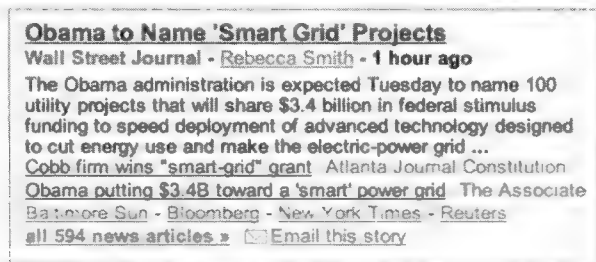 Obama to Name 'Smart Grid' Projects
Wall Street Journal - Rebecca Smith - 1 hour ago
The Obama administration is expected Tuesday to name 100
utility projects that will share $3.4 billion in federal stimulus
funding to speed deployment of advanced technology designed
to cut energy use and make the electric-power grid ...
Cobb firm wins "smart-grid" grant Atlanta Journal Constitution
Obama putting $3.4B toward a 'smart' power grid The Associate
Baltimore Sun - Bloomberg - New York Times - Reuters
all 594 news articles » Email this story